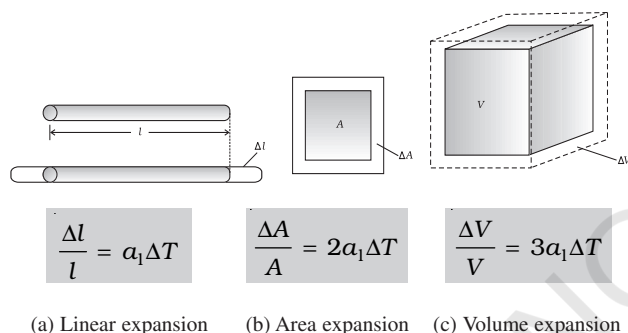 V
A
l
Δl
ΔA
ΔV
Δl/l = a₁ΔT
ΔA/A = 2a₁ΔT
ΔV/V = 3a₁ΔT
(a) Linear expansion (b) Area expansion (c) Volume expansion